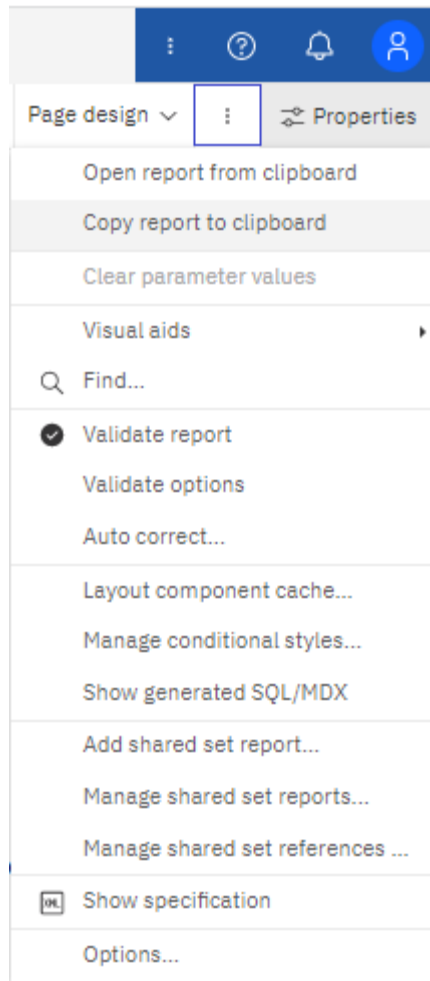 Page design
Properties
Open report from clipboard
Copy report to clipboard
Clear parameter values
Visual aids
Find...
Validate report
Validate options
Auto correct...
Layout component cache...
Manage conditional styles...
Show generated SQL/MDX
Add shared set report...
Manage shared set reports...
Manage shared set references ...
Show specification
Options...